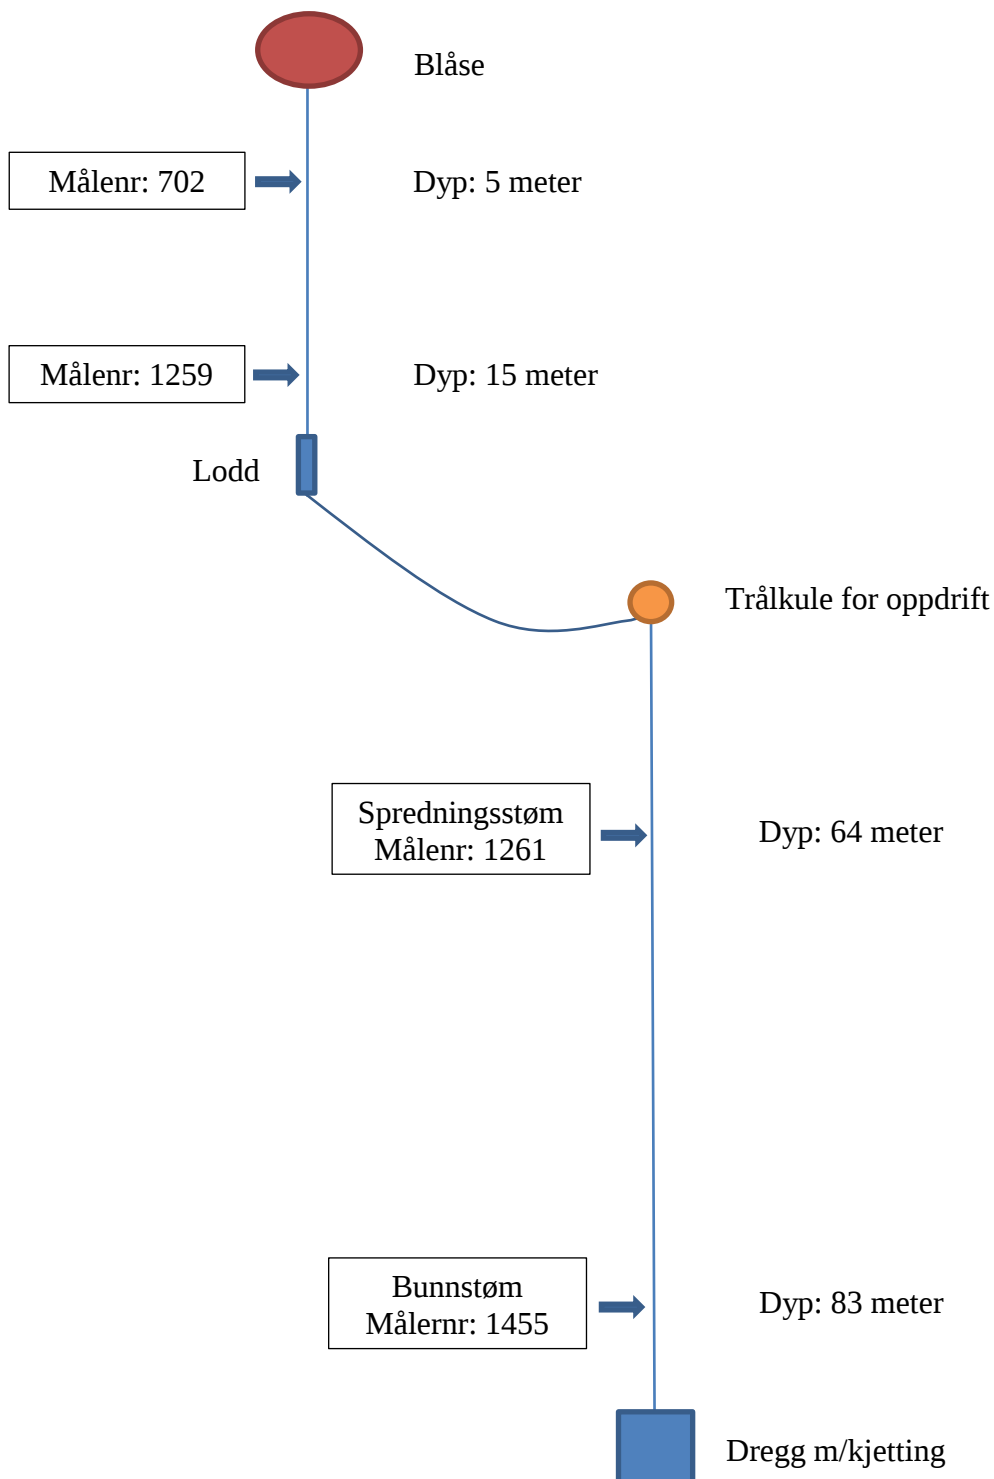 Blåse
Målenr: 702
Dyp: 5 meter
Målenr: 1259
Dyp: 15 meter
Lodd
Trålkule for oppdrift
Spredningsstøm
Målenr: 1261
Dyp: 64 meter
Bunnstøm
Målernr: 1455
Dyp: 83 meter
Dregg m/kjetting